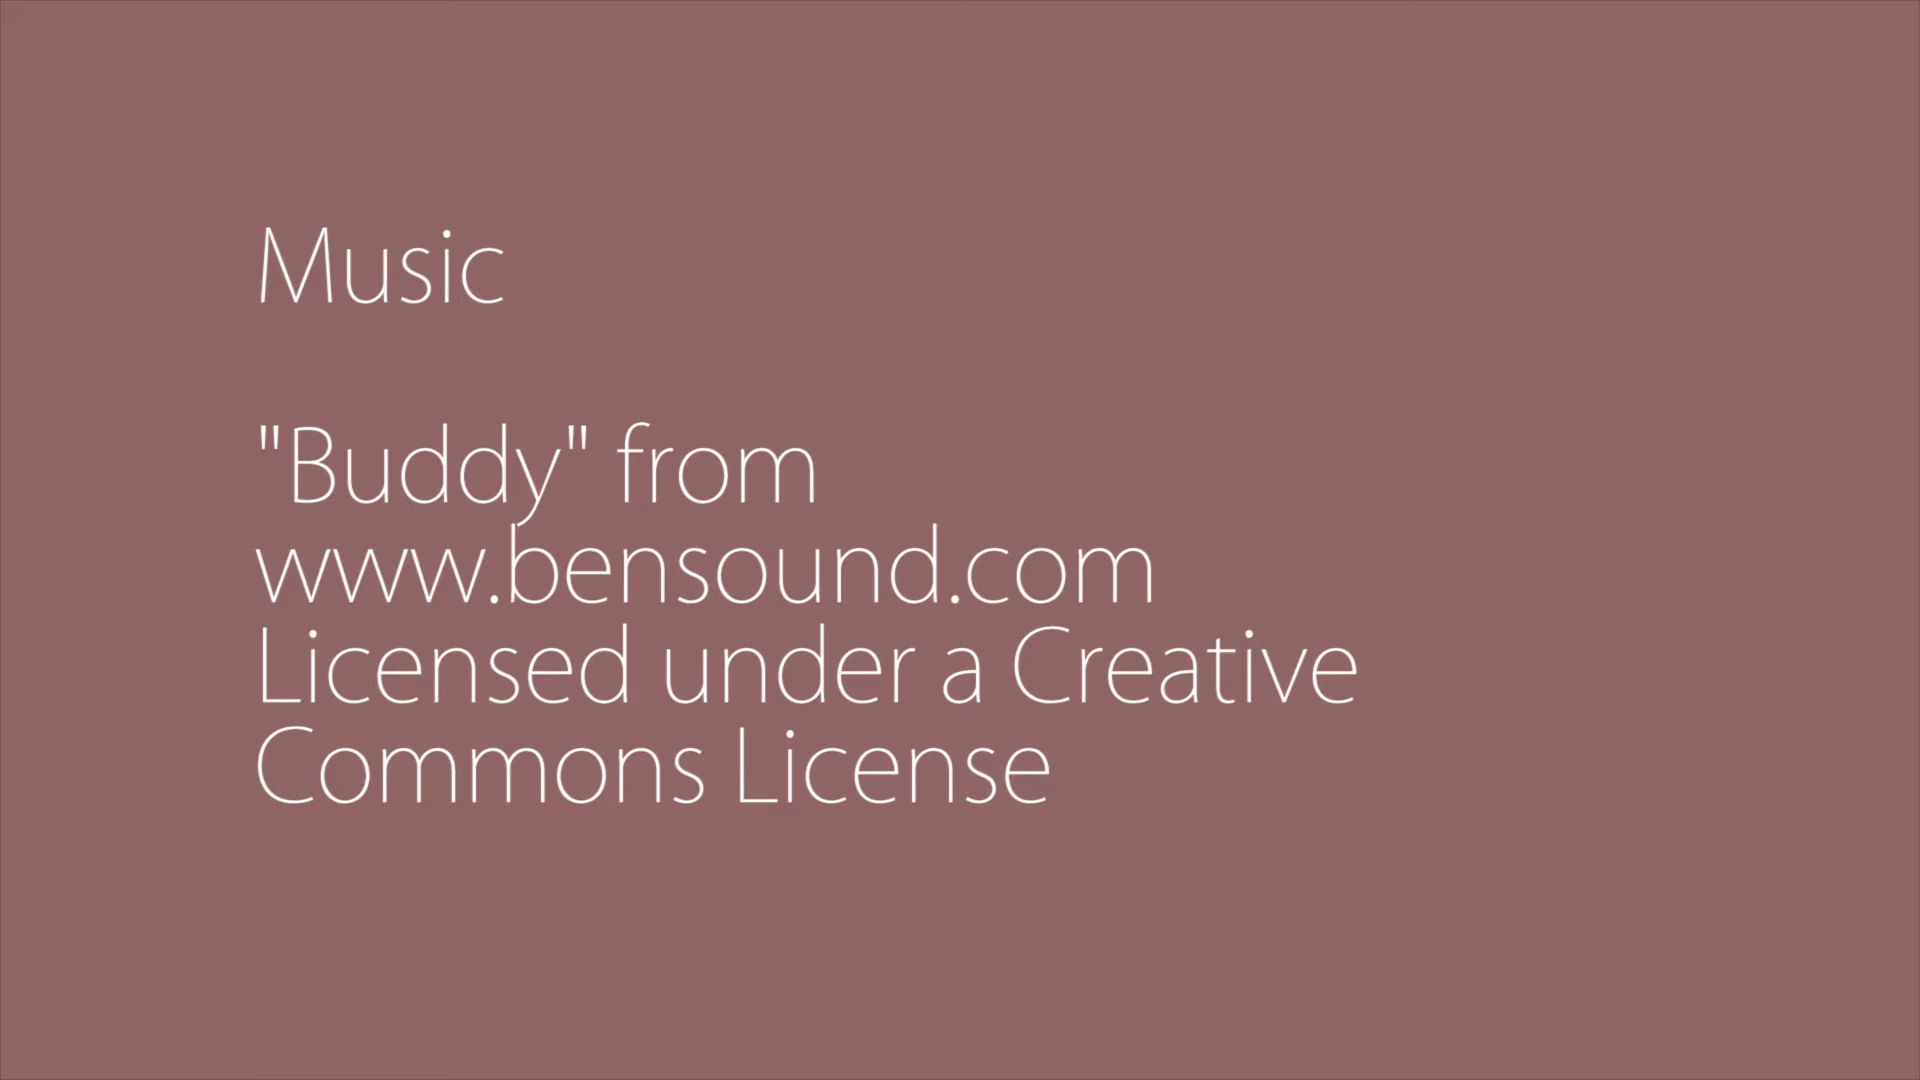 Music
"Buddy" from
www.bensound.com
Licensed under a Creative
Commons License